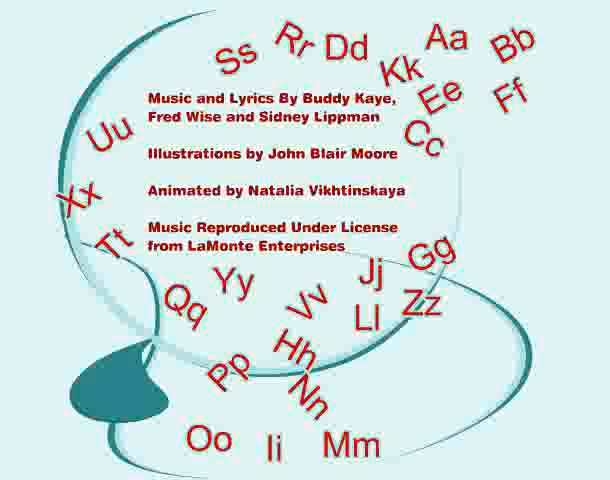 Ss Rr Dd Aa Bb
Kk Ee Ff
Music and Lyrics By Buddy Kaye,
Fred Wise and Sidney Lippman
Uu Cc
Illustrations by John Blair Moore
Xx
Animated by Natalia Vikhtinskaya
Music Reproduced Under License
from LaMonte Enterprises
Tt Gg
Qq Yy Vv Jj Zz
Ll
Pp Hh
Nn
Oo Ii Mm